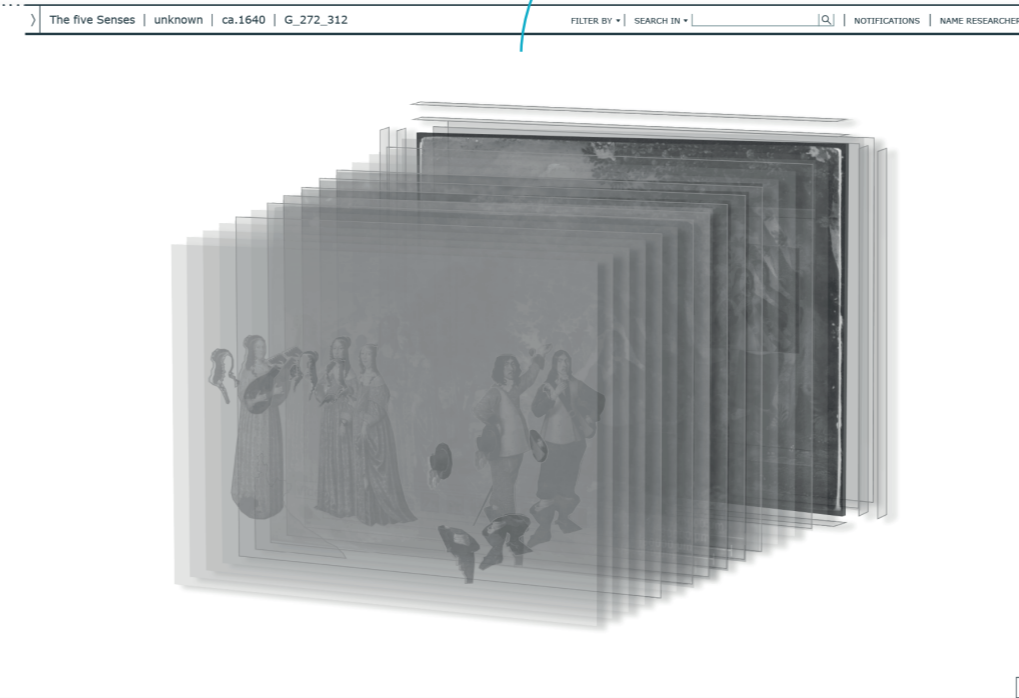 The five Senses | unknown | ca.1640 | G_272_312 FILTER BY ▾ | SEARCH IN ▾ | NOTIFICATIONS | NAME RESEARCHER